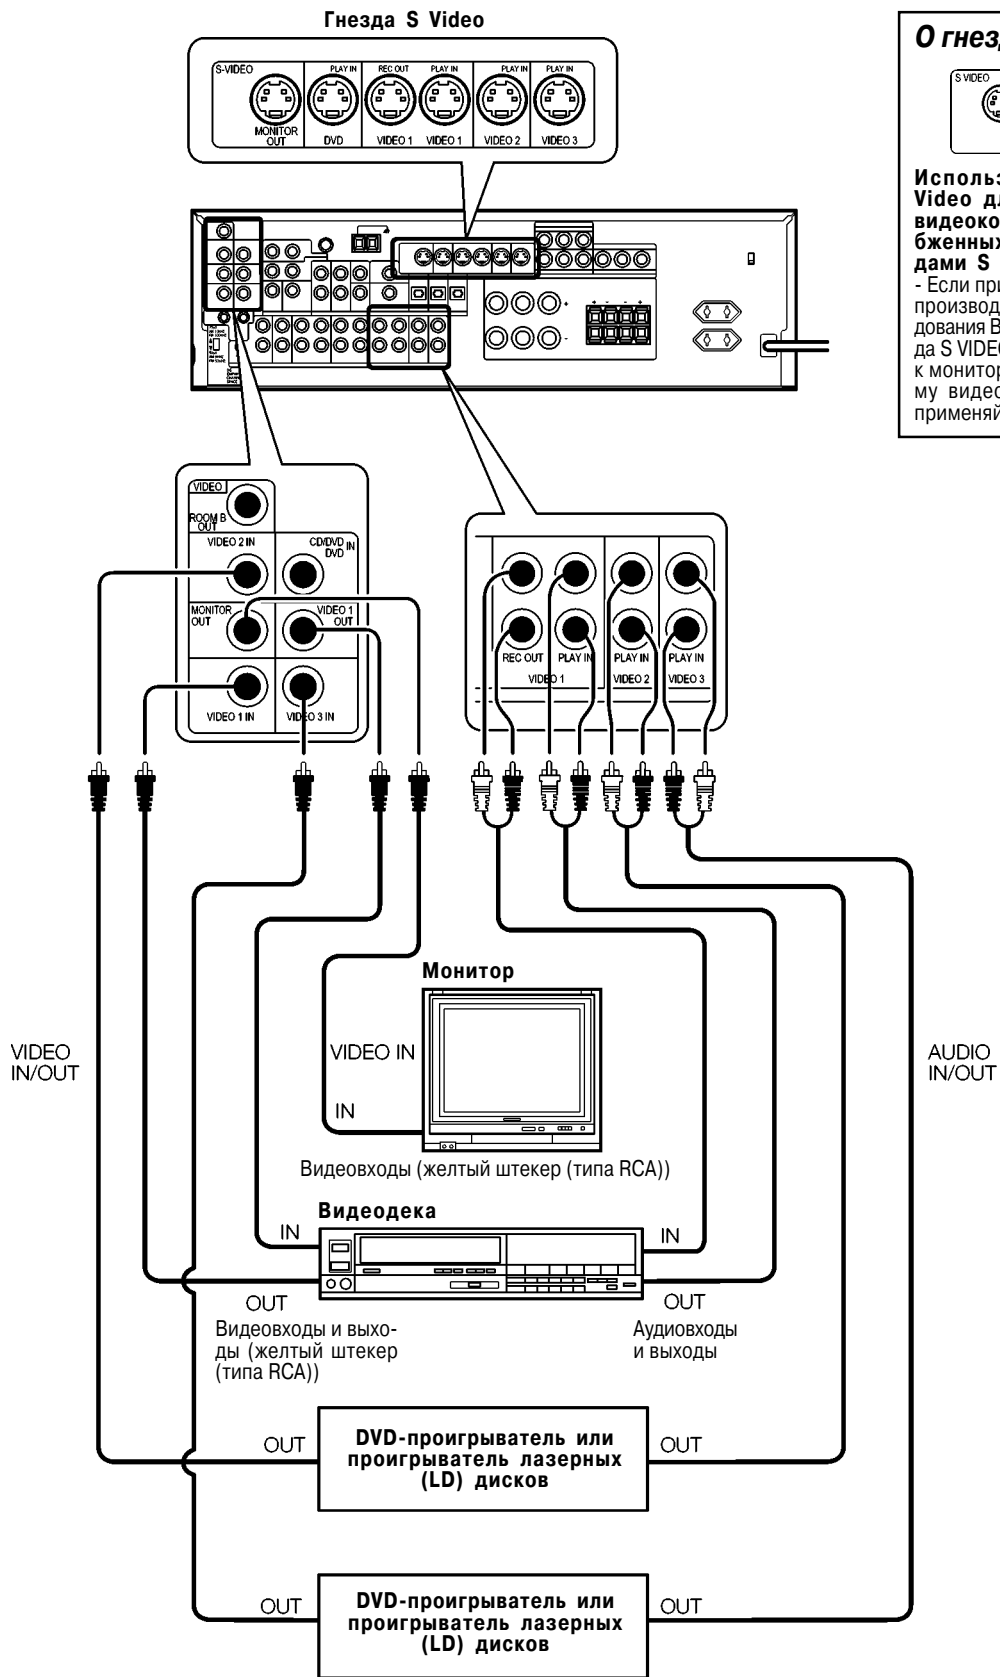 Гнезда S Video
S-VIDEO
PLAY IN
REC OUT
PLAY IN
PLAY IN
PLAY IN
MONITOR
OUT
DVD
VIDEO 1
VIDEO 1
VIDEO 2
VIDEO 3
О гнез
S VIDEO
Использ
Video д
видеоко
бженных
дами S
- Если при
производ
дования В
да S VIDEO
к монитор
му видео
применяй
VIDEO
ROOM B
OUT
VIDEO 2 IN
CD/DVD
DVD
IN
MONITOR
OUT
VIDEO 1
OUT
VIDEO 1 IN
VIDEO 3 IN
REC OUT
PLAY IN
PLAY IN
PLAY IN
VIDEO 1
VIDEO 2
VIDEO 3
Монитор
VIDEO
IN/OUT
VIDEO IN
AUDIO
IN/OUT
IN
Видеовходы (желтый штекер (типа RCA))
Видеодека
IN
IN
OUT
OUT
Видеовходы и выхо-
ды (желтый штекер
(типа RCA))
Аудиовходы
и выходы
OUT
DVD-проигрыватель или
проигрыватель лазерных
(LD) дисков
OUT
OUT
DVD-проигрыватель или
проигрыватель лазерных
(LD) дисков
OUT